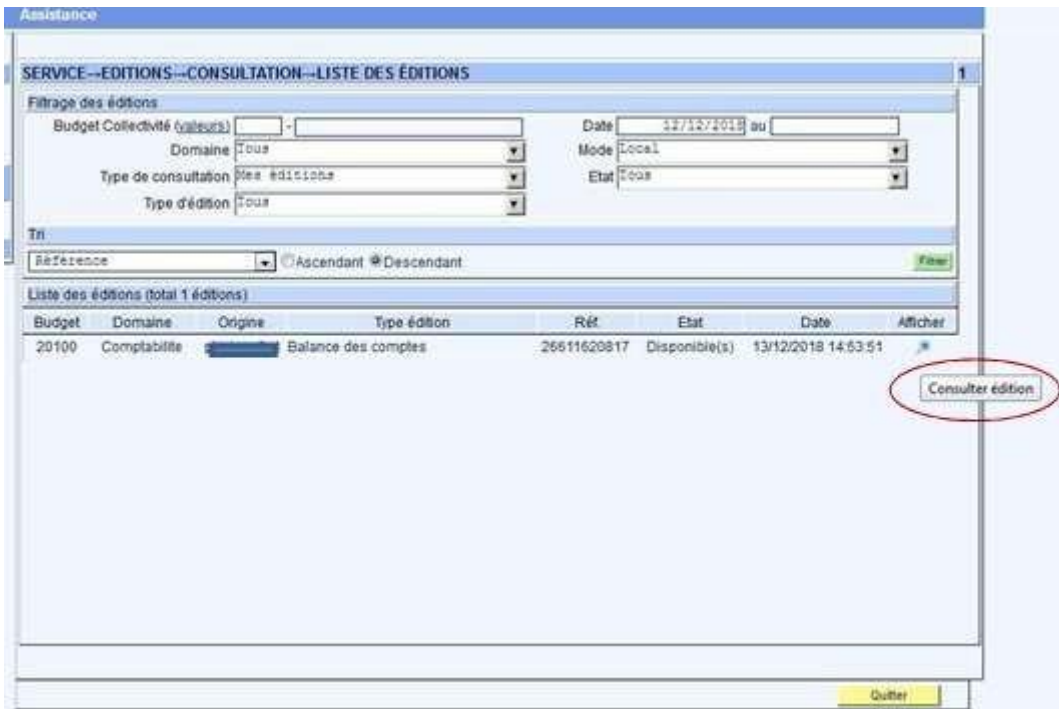 Assistance
SERVICE--EDITIONS--CONSULTATION--LISTE DES ÉDITIONS 1
Filtrage des éditions
Budget Collectivité (valeurs) - Date 12/12/2018 au
Domaine Tous Mode Local
Type de consultation Mes éditions Etat Tous
Type d'édition Tous
Tri
Référence Ascendant Descendant Filtrer
Liste des éditions (total 1 éditions)
Budget Domaine Origine Type édition Réf. Etat Date Afficher
20100 Comptabilite Balance des comptes 26611620817 Disponible(s) 13/12/2018 14:53:51
Consulter édition
Quitter